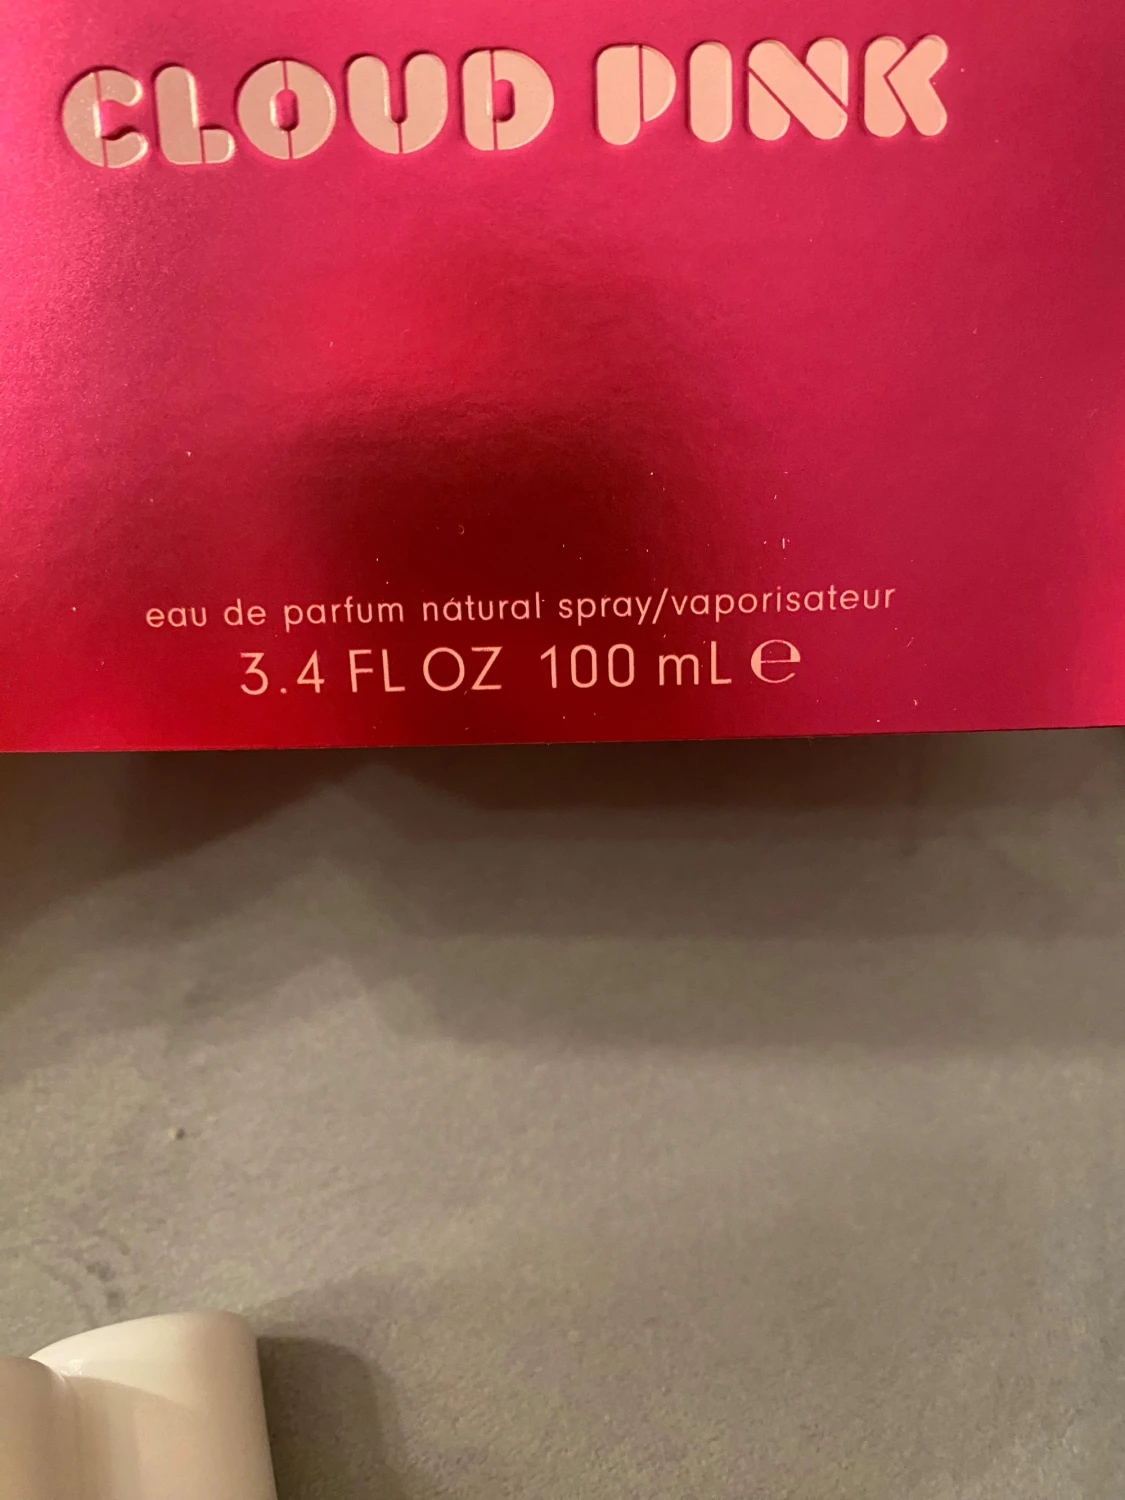 CLOUD PINK
eau de parfum natural spray/vaporisateur
3.4 FL OZ 100 mL ℮